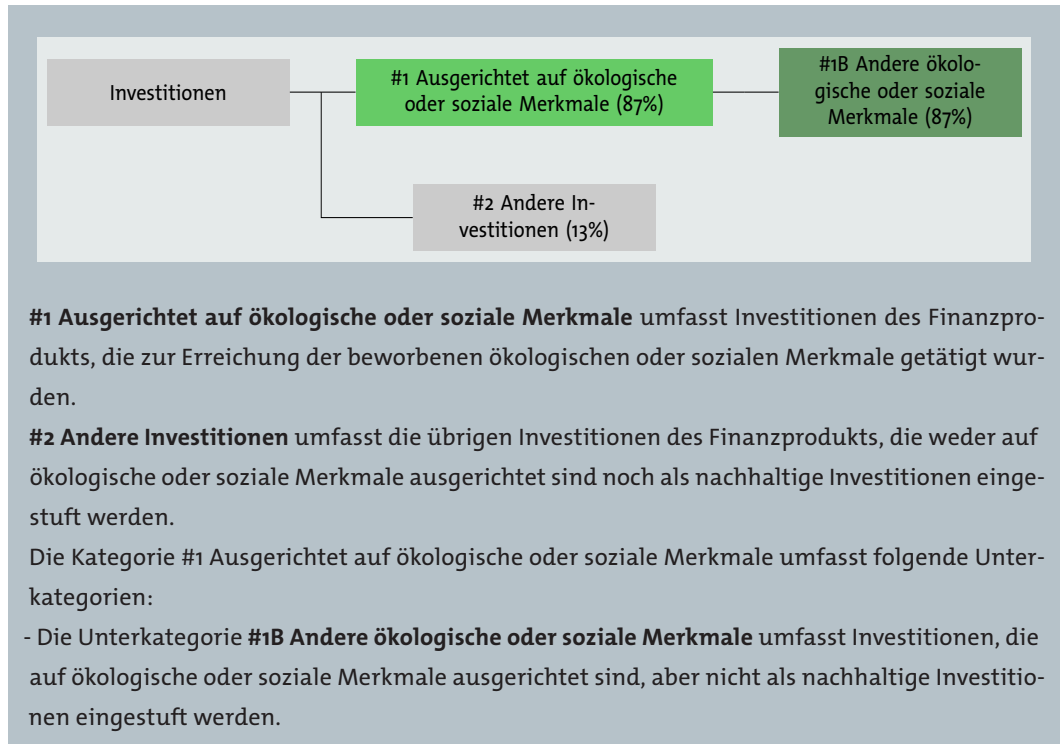 Investitionen
#1 Ausgerichtet auf ökologische
oder soziale Merkmale (87%)
#1B Andere ökolo-
gische oder soziale
Merkmale (87%)
#2 Andere In-
vestitionen (13%)
#1 Ausgerichtet auf ökologische oder soziale Merkmale umfasst Investitionen des Finanzpro-
dukts, die zur Erreichung der beworbenen ökologischen oder sozialen Merkmale getätigt wur-
den.
#2 Andere Investitionen umfasst die übrigen Investitionen des Finanzprodukts, die weder auf
ökologische oder soziale Merkmale ausgerichtet sind noch als nachhaltige Investitionen einge-
stuft werden.
Die Kategorie #1 Ausgerichtet auf ökologische oder soziale Merkmale umfasst folgende Unter-
kategorien:
- Die Unterkategorie #1B Andere ökologische oder soziale Merkmale umfasst Investitionen, die
auf ökologische oder soziale Merkmale ausgerichtet sind, aber nicht als nachhaltige Investitio-
nen eingestuft werden.